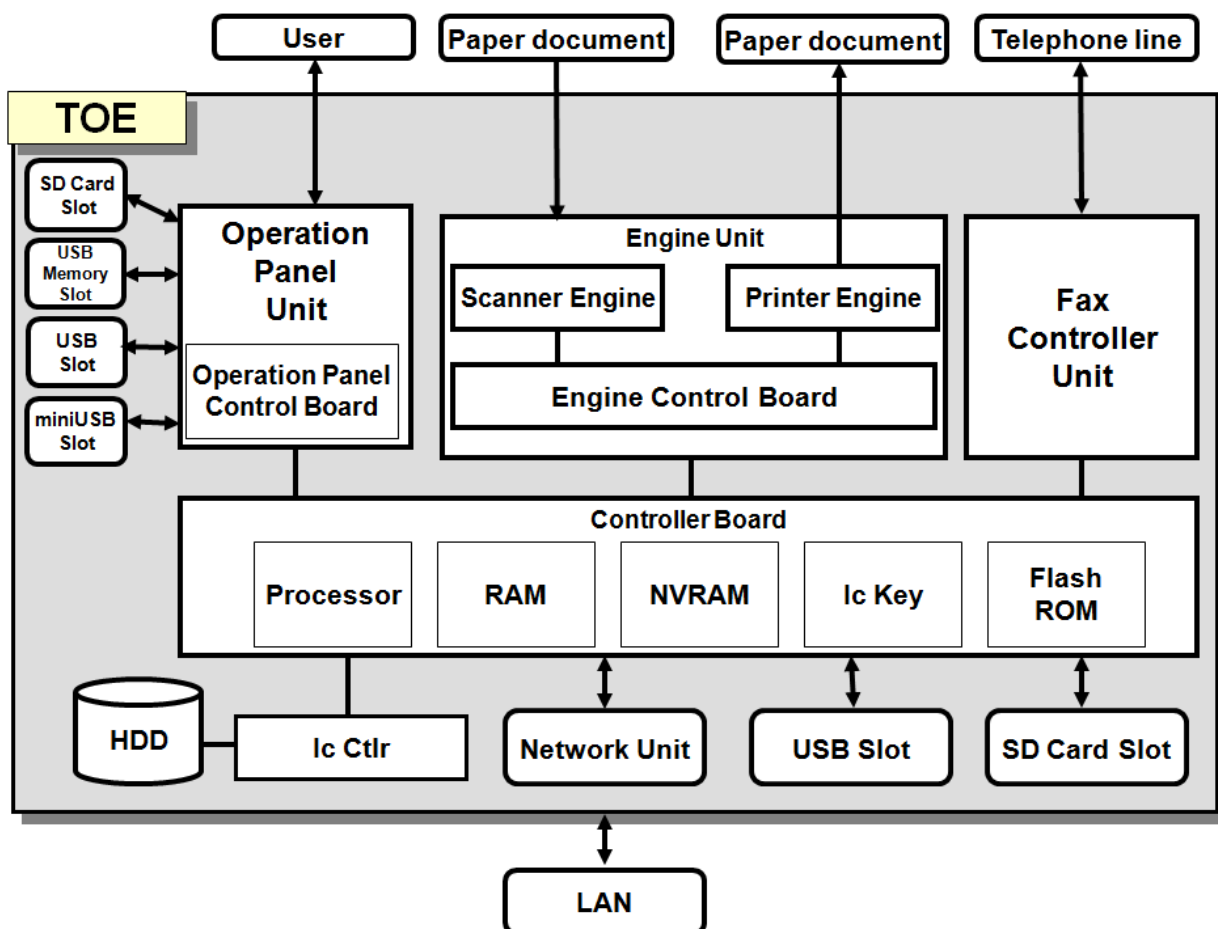 User
Paper document
Paper document
Telephone line
TOE
SD Card
Slot
USB
Memory
Slot
USB
Slot
miniUSB
Slot
Operation
Panel
Unit
Operation Panel
Control Board
Engine Unit
Scanner Engine
Printer Engine
Engine Control Board
Fax
Controller
Unit
Controller Board
Processor
RAM
NVRAM
Ic Key
Flash
ROM
HDD
Ic Ctlr
Network Unit
USB Slot
SD Card Slot
LAN